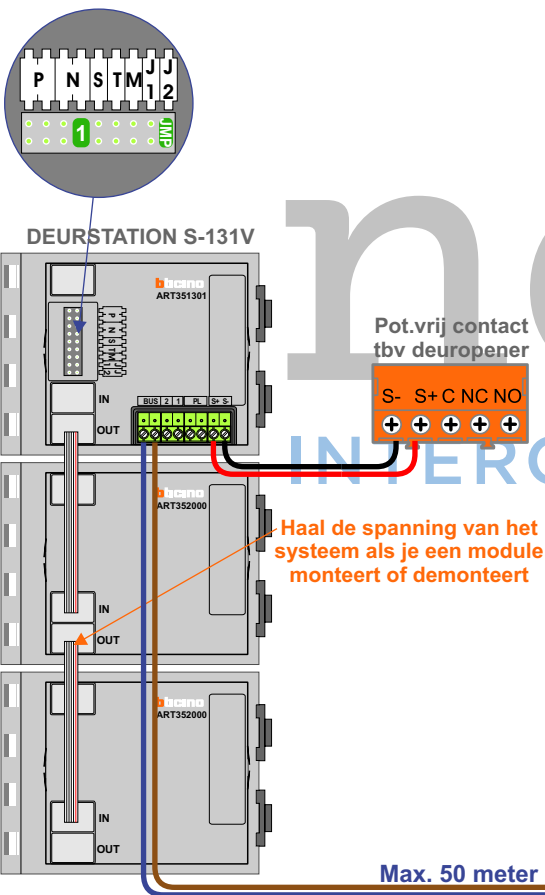 P N S T M J1 J2
1 JMP
DEURSTATION S-131V
bticino
ART351301
P N S T M J1 J2
IN
OUT
BUS 2 1 PL S+ S-
Pot.vrij contact
tbv deuropener
S- S+ C NC NO
INTERC
bticino
ART352000
Haal de spanning van het
systeem als je een module
monteert of demonteert
IN
OUT
bticino
ART352000
IN
OUT
Max. 50 meter